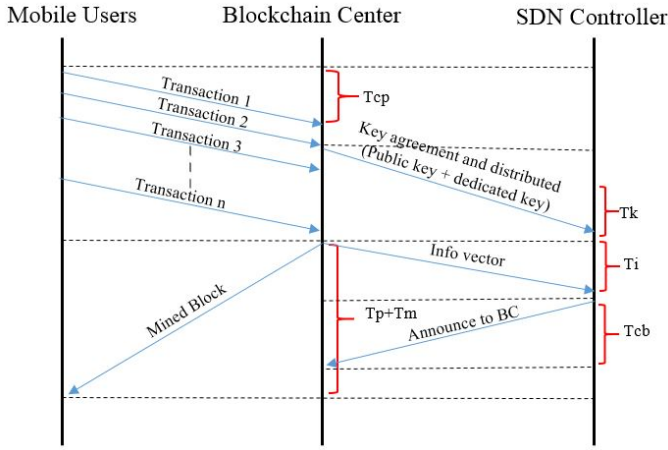 Mobile Users
Blockchain Center
SDN Controller
Transaction 1
Tcp
Transaction 2
Transaction 3
Key agreement and distributed
(Public key + dedicated key)
Transaction n
Tk
Info vector
Ti
Mined Block
Tp+Tm
Announce to BC
Tcb